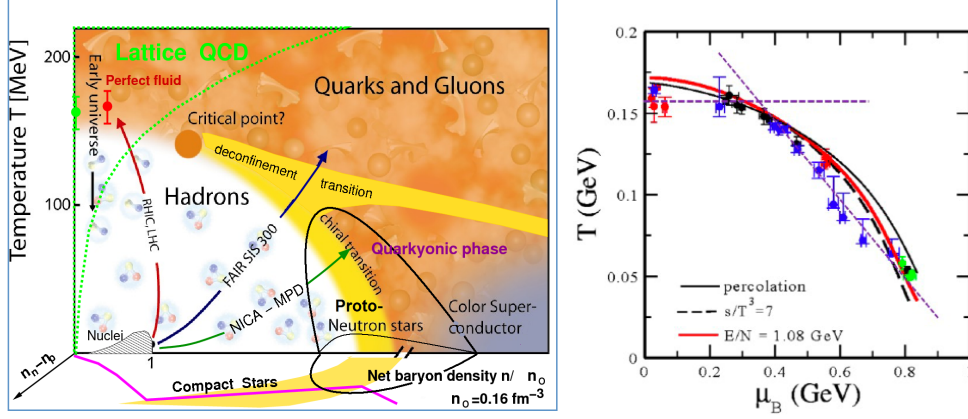 Temperature T [MeV]
200
100
Lattice QCD
Early universe
Perfect fluid
Quarks and Gluons
Critical point?
deconfinement
transition
Hadrons
RHIC, LHC
FAIR SIS 300
chiral transition
Quarkyonic phase
NICA – MPD
Proto-
Neutron stars
Color Super-
conductor
Nuclei
1
n_n–n_p
Compact Stars
Net baryon density n/ n_o
n_o=0.16 fm^-3
0.2
0.15
0.1
0.05
0
T (GeV)
percolation
s/T^3=7
E/N = 1.08 GeV
0
0.2
0.4
0.6
0.8
μ_B (GeV)